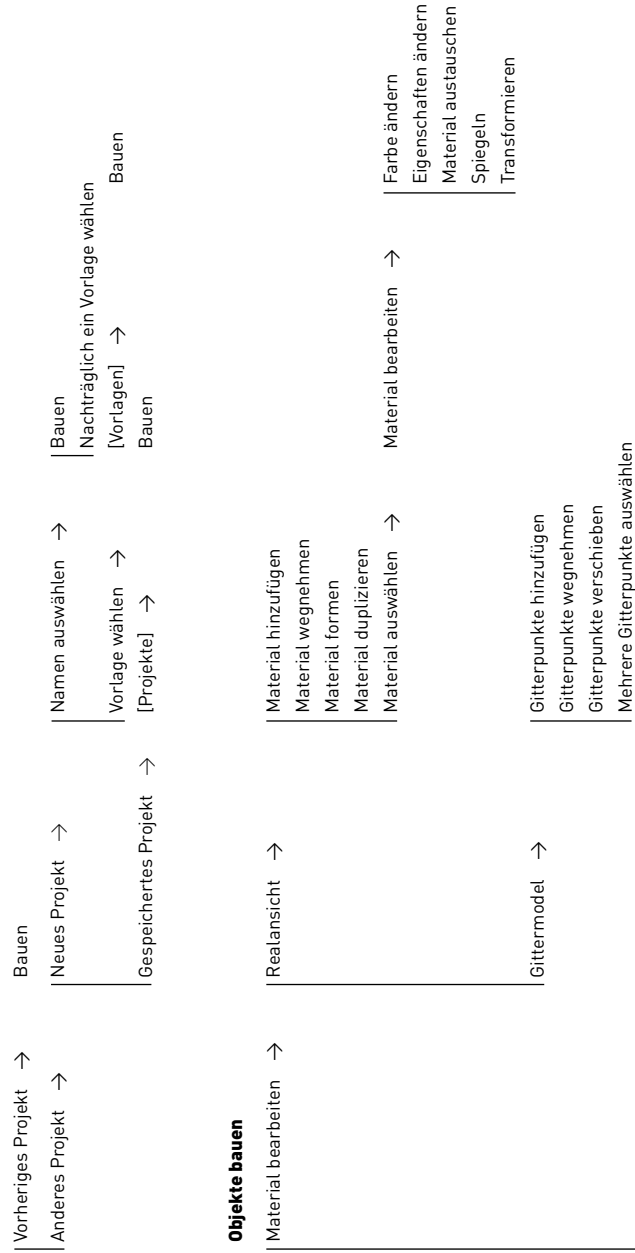 Vorheriges Projekt → Bauen
Anderes Projekt → Neues Projekt → Namen auswählen → Bauen
Nachträglich ein Vorlage wählen
Vorlage wählen → [Vorlagen] → Bauen
Gespeichertes Projekt → [Projekte] → Bauen
Objekte bauen
Material bearbeiten → Realansicht → Material hinzufügen
Material wegnehmen
Material formen
Material duplizieren
Material auswählen → Material bearbeiten → Farbe ändern
Eigenschaften ändern
Material austauschen
Spiegeln
Transformieren
Gittermodel → Gitterpunkte hinzufügen
Gitterpunkte wegnehmen
Gitterpunkte verschieben
Mehrere Gitterpunkte auswählen